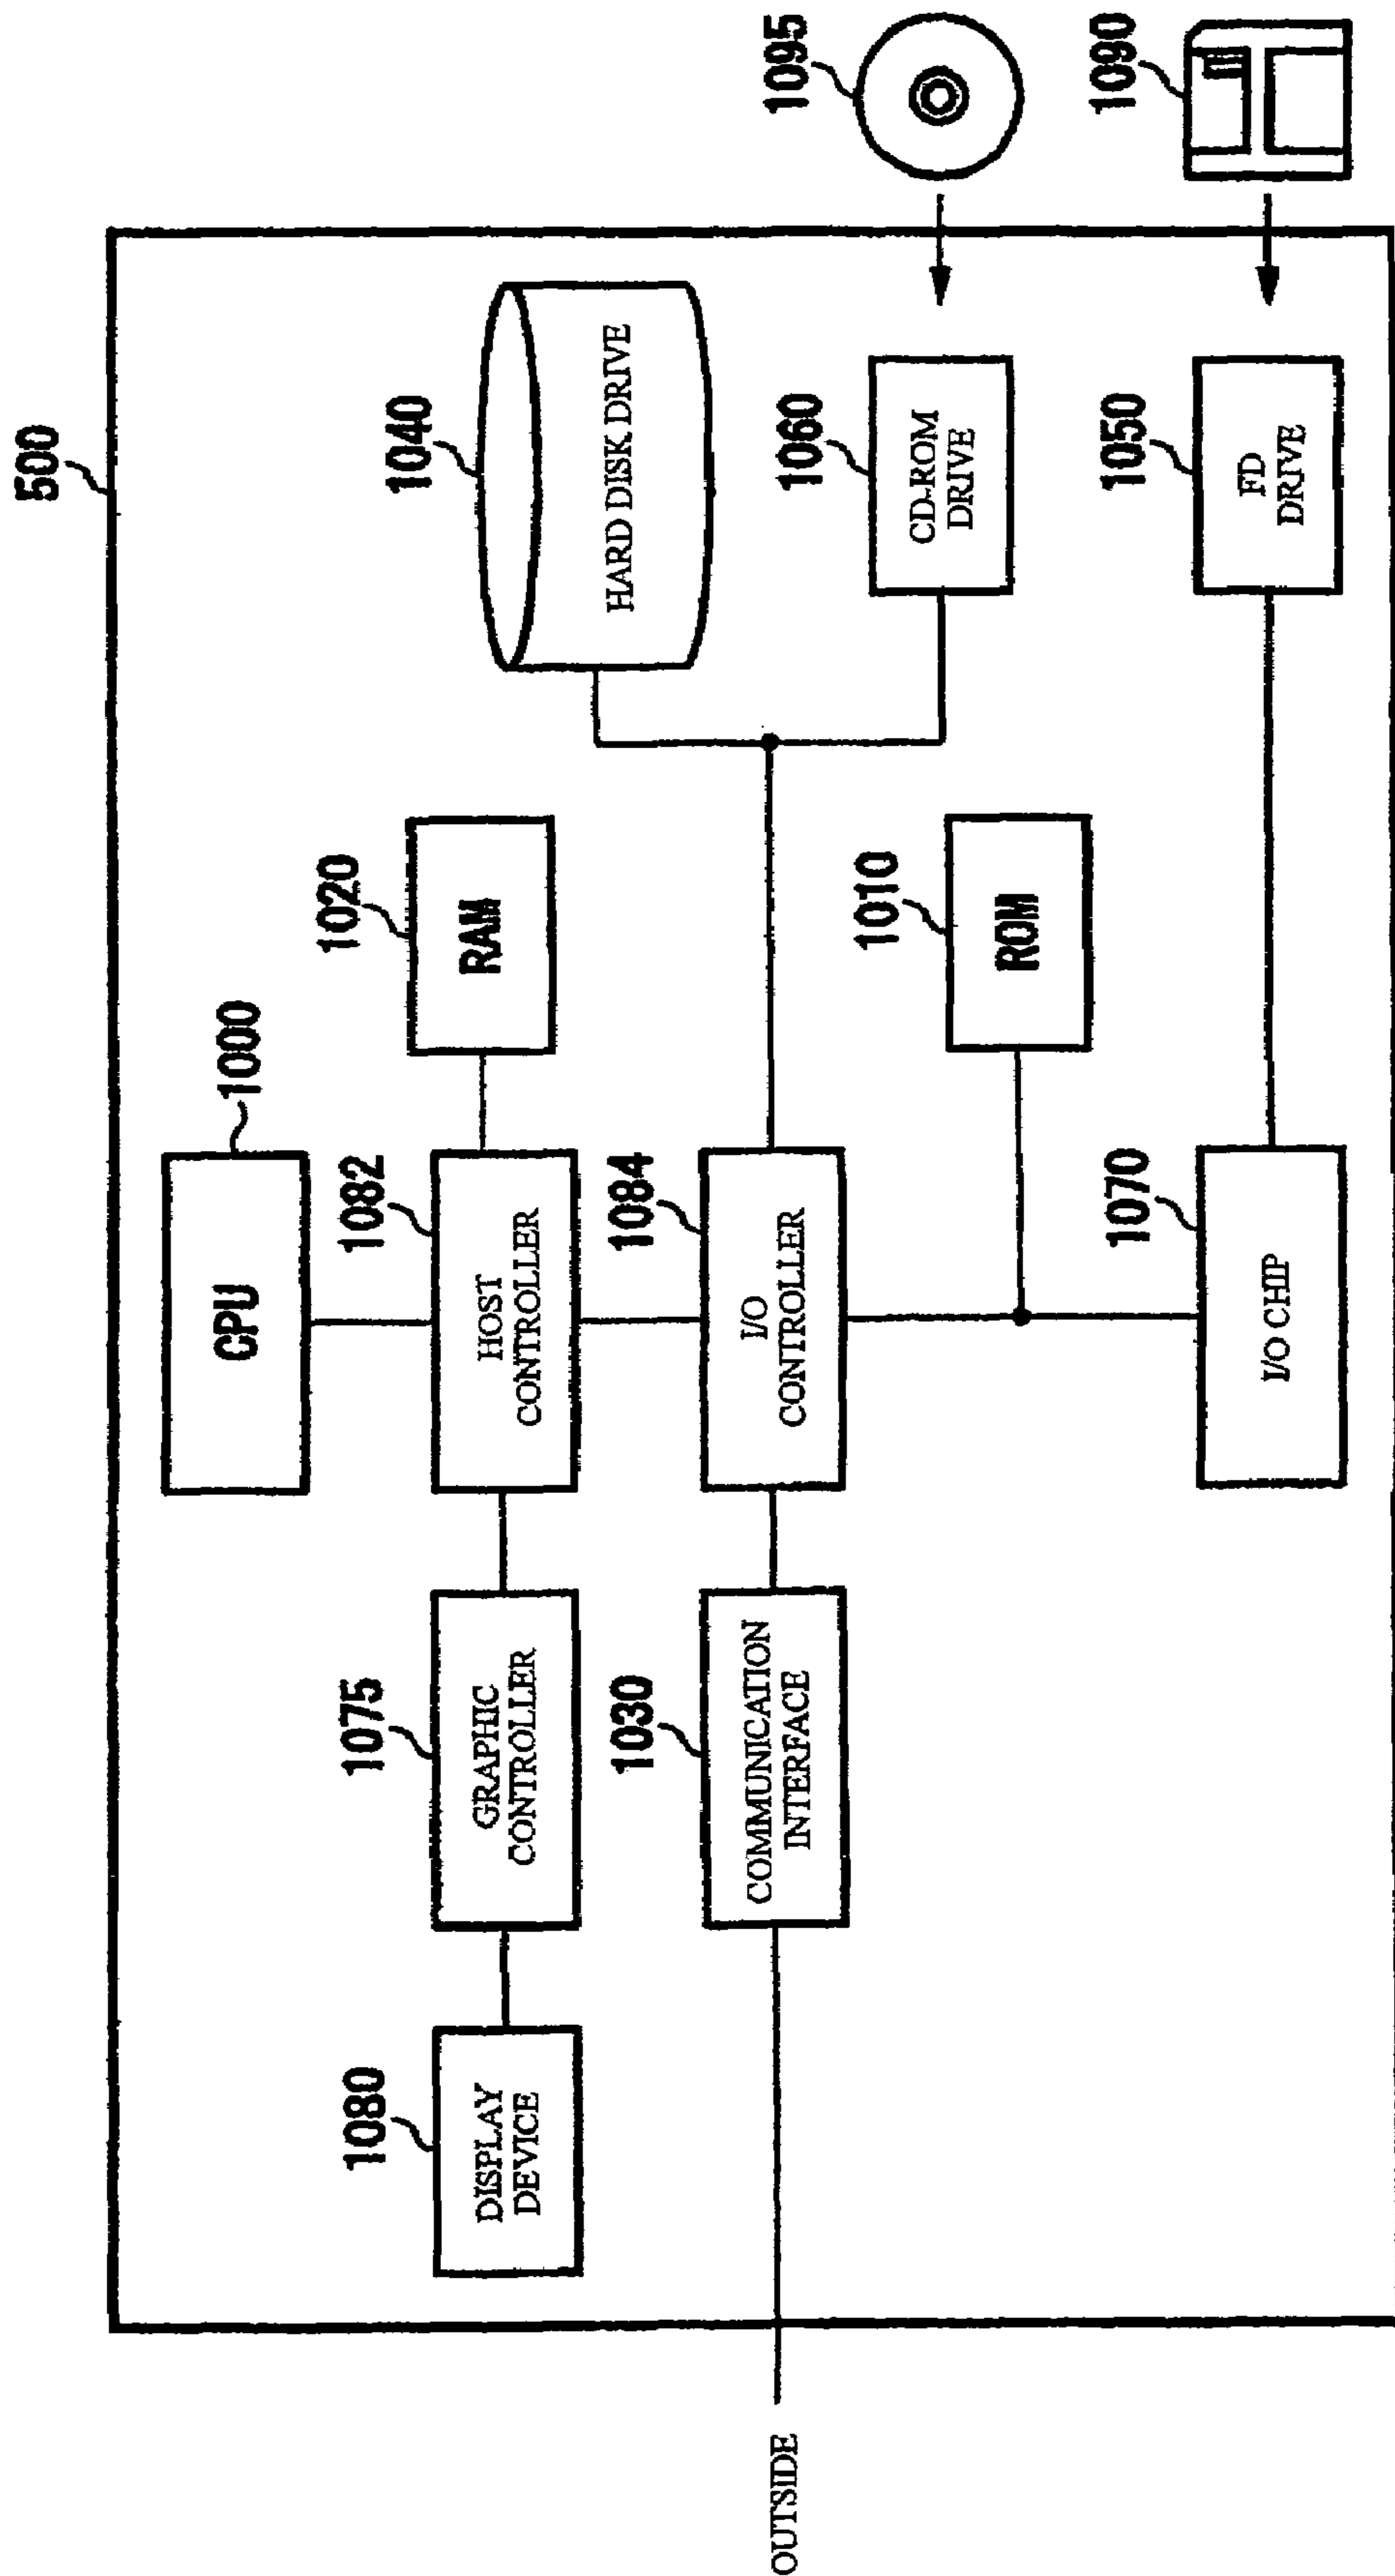 500
CPU
1000
1080
DISPLAY
DEVICE
1075
GRAPHIC
CONTROLLER
1082
HOST
CONTROLLER
1020
RAM
1040
HARD DISK DRIVE
OUTSIDE
1030
COMMUNICATION
INTERFACE
1084
I/O
CONTROLLER
1060
CD-ROM
DRIVE
1095
1010
ROM
1070
I/O CHIP
1050
FD
DRIVE
1090